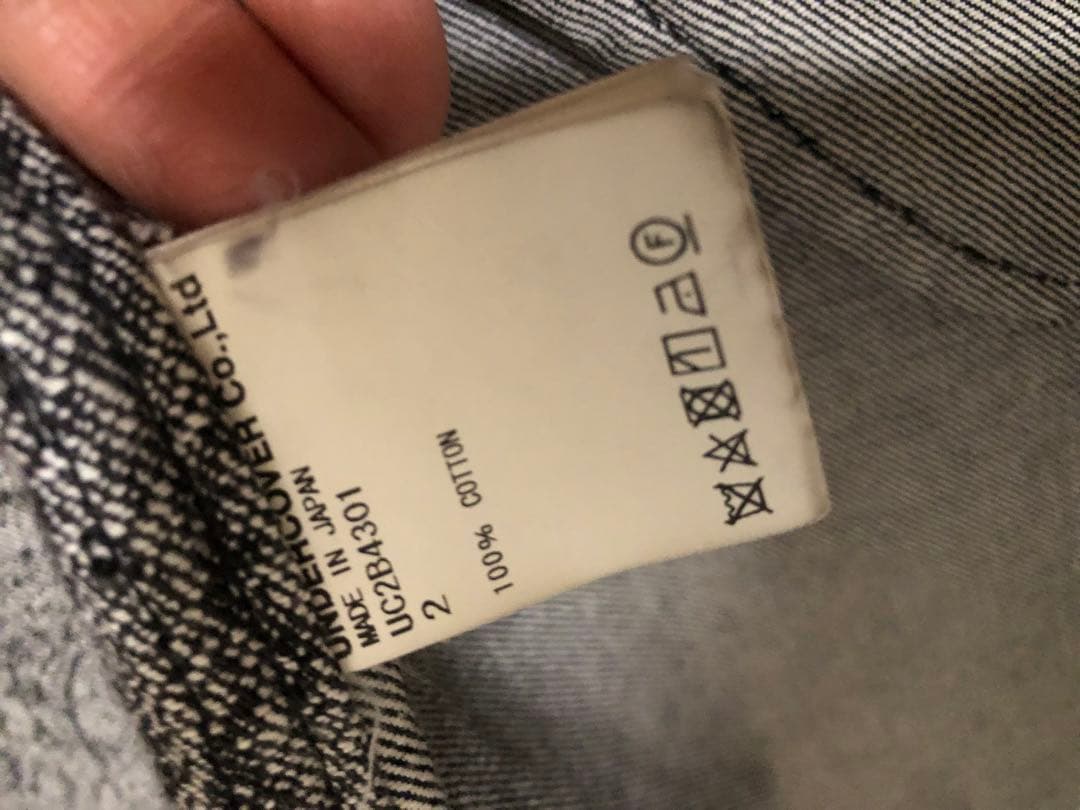 UNDERCOVER Co.,Ltd
MADE IN JAPAN
UC2B4301
2
100% COTTON
F